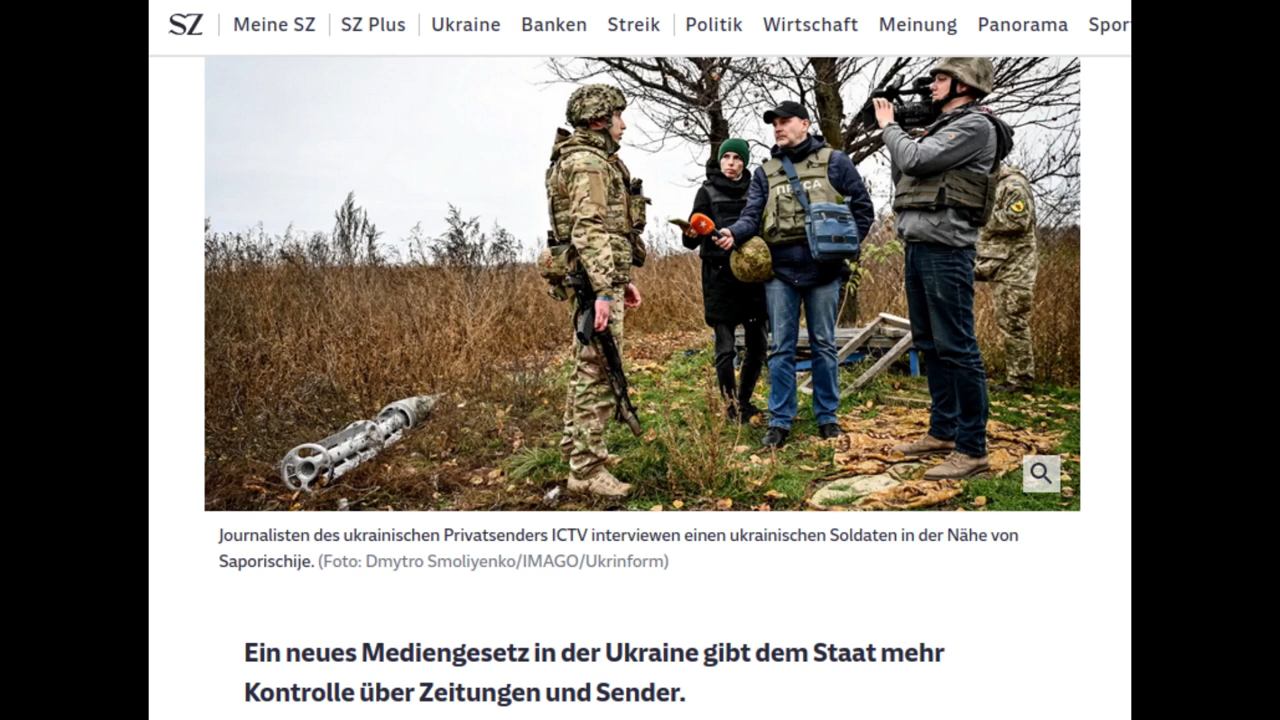 SZ Meine SZ SZ Plus Ukraine Banken Streik Politik Wirtschaft Meinung Panorama Spor
ПРЕСА
Journalisten des ukrainischen Privatsenders ICTV interviewen einen ukrainischen Soldaten in der Nähe von
Saporischije. (Foto: Dmytro Smoliyenko/IMAGO/Ukrinform)
Ein neues Mediengesetz in der Ukraine gibt dem Staat mehr
Kontrolle über Zeitungen und Sender.